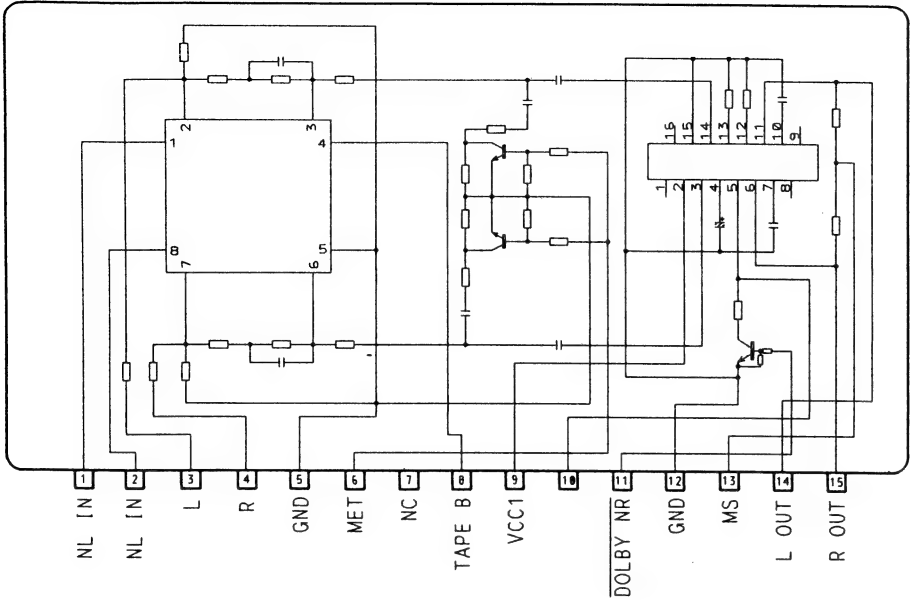 16 15 14 13 12 11 10 9
2 3
1 4
1 2 3 4 5 6 7 8
8 5
7 6
1 2 3 4 5 6 7 8 9 10 11 12 13 14 15
NL IN
NL IN
L
R
GND
MET
NC
TAPE B
VCC1
DOLBY NR
GND
MS
L OUT
R OUT